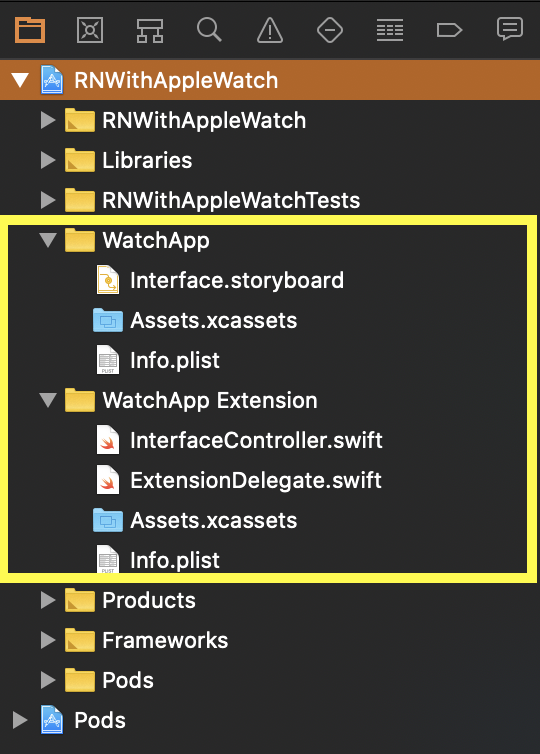 RNWithAppleWatch
RNWithAppleWatch
Libraries
RNWithAppleWatchTests
WatchApp
Interface.storyboard
Assets.xcassets
Info.plist
WatchApp Extension
InterfaceController.swift
ExtensionDelegate.swift
Assets.xcassets
Info.plist
Products
Frameworks
Pods
Pods